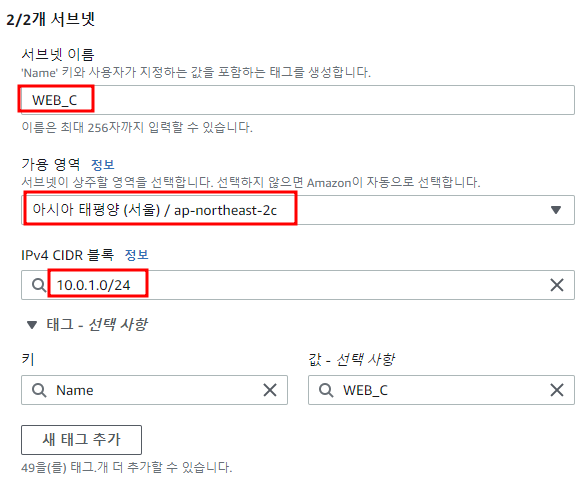 2/2개 서브넷
서브넷 이름
'Name' 키와 사용자가 지정하는 값을 포함하는 태그를 생성합니다.
WEB_C
이름은 최대 256자까지 입력할 수 있습니다.
가용 영역 정보
서브넷이 상주할 영역을 선택합니다. 선택하지 않으면 Amazon이 자동으로 선택합니다.
아시아 태평양 (서울) / ap-northeast-2c
IPv4 CIDR 블록 정보
10.0.1.0/24
태그 - 선택 사항
키 값 - 선택 사항
Name WEB_C
새 태그 추가
49을(를) 태그.개 더 추가할 수 있습니다.